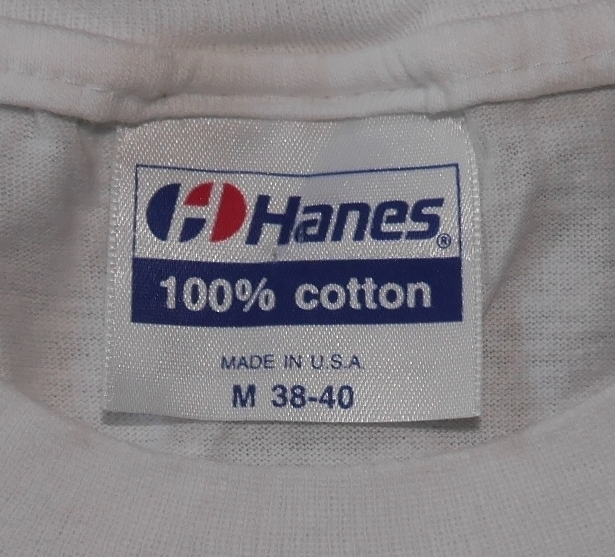 Hanes®
100% cotton
MADE IN U.S.A.
M 38-40